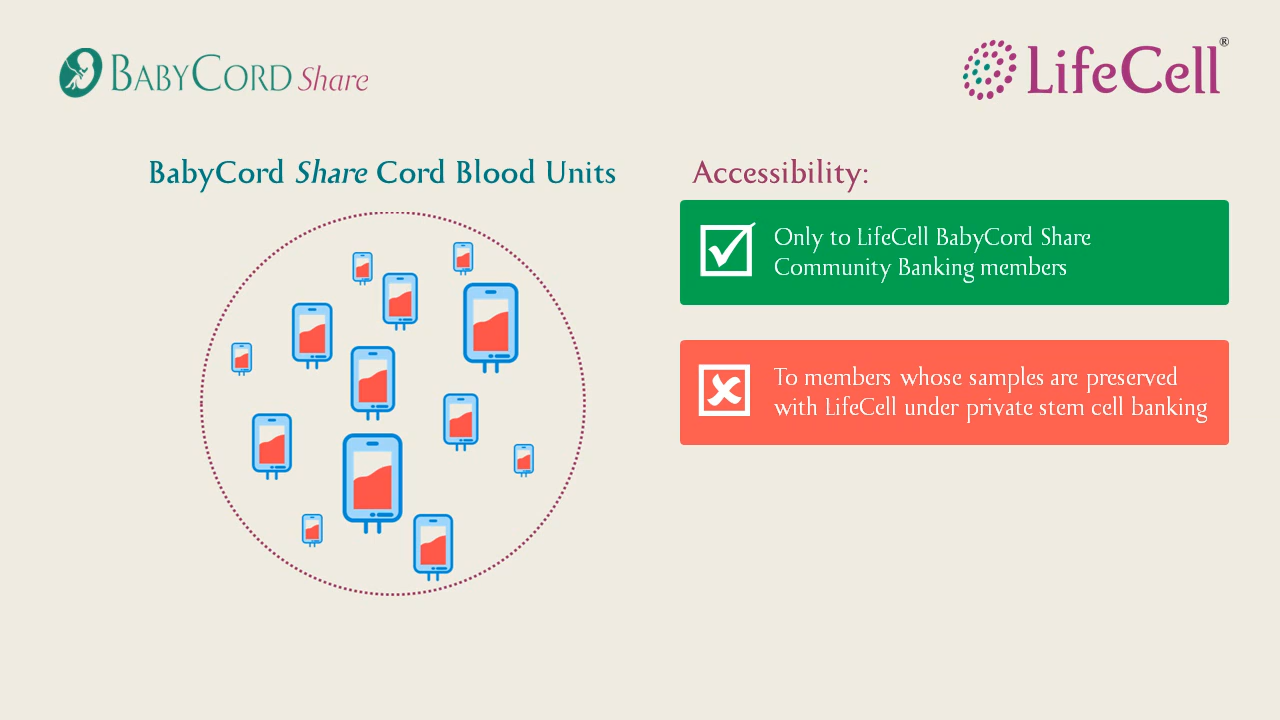 BABYCORD Share
LifeCell®
BabyCord Share Cord Blood Units
Accessibility:
Only to LifeCell BabyCord Share
Community Banking members
To members whose samples are preserved
with LifeCell under private stem cell banking